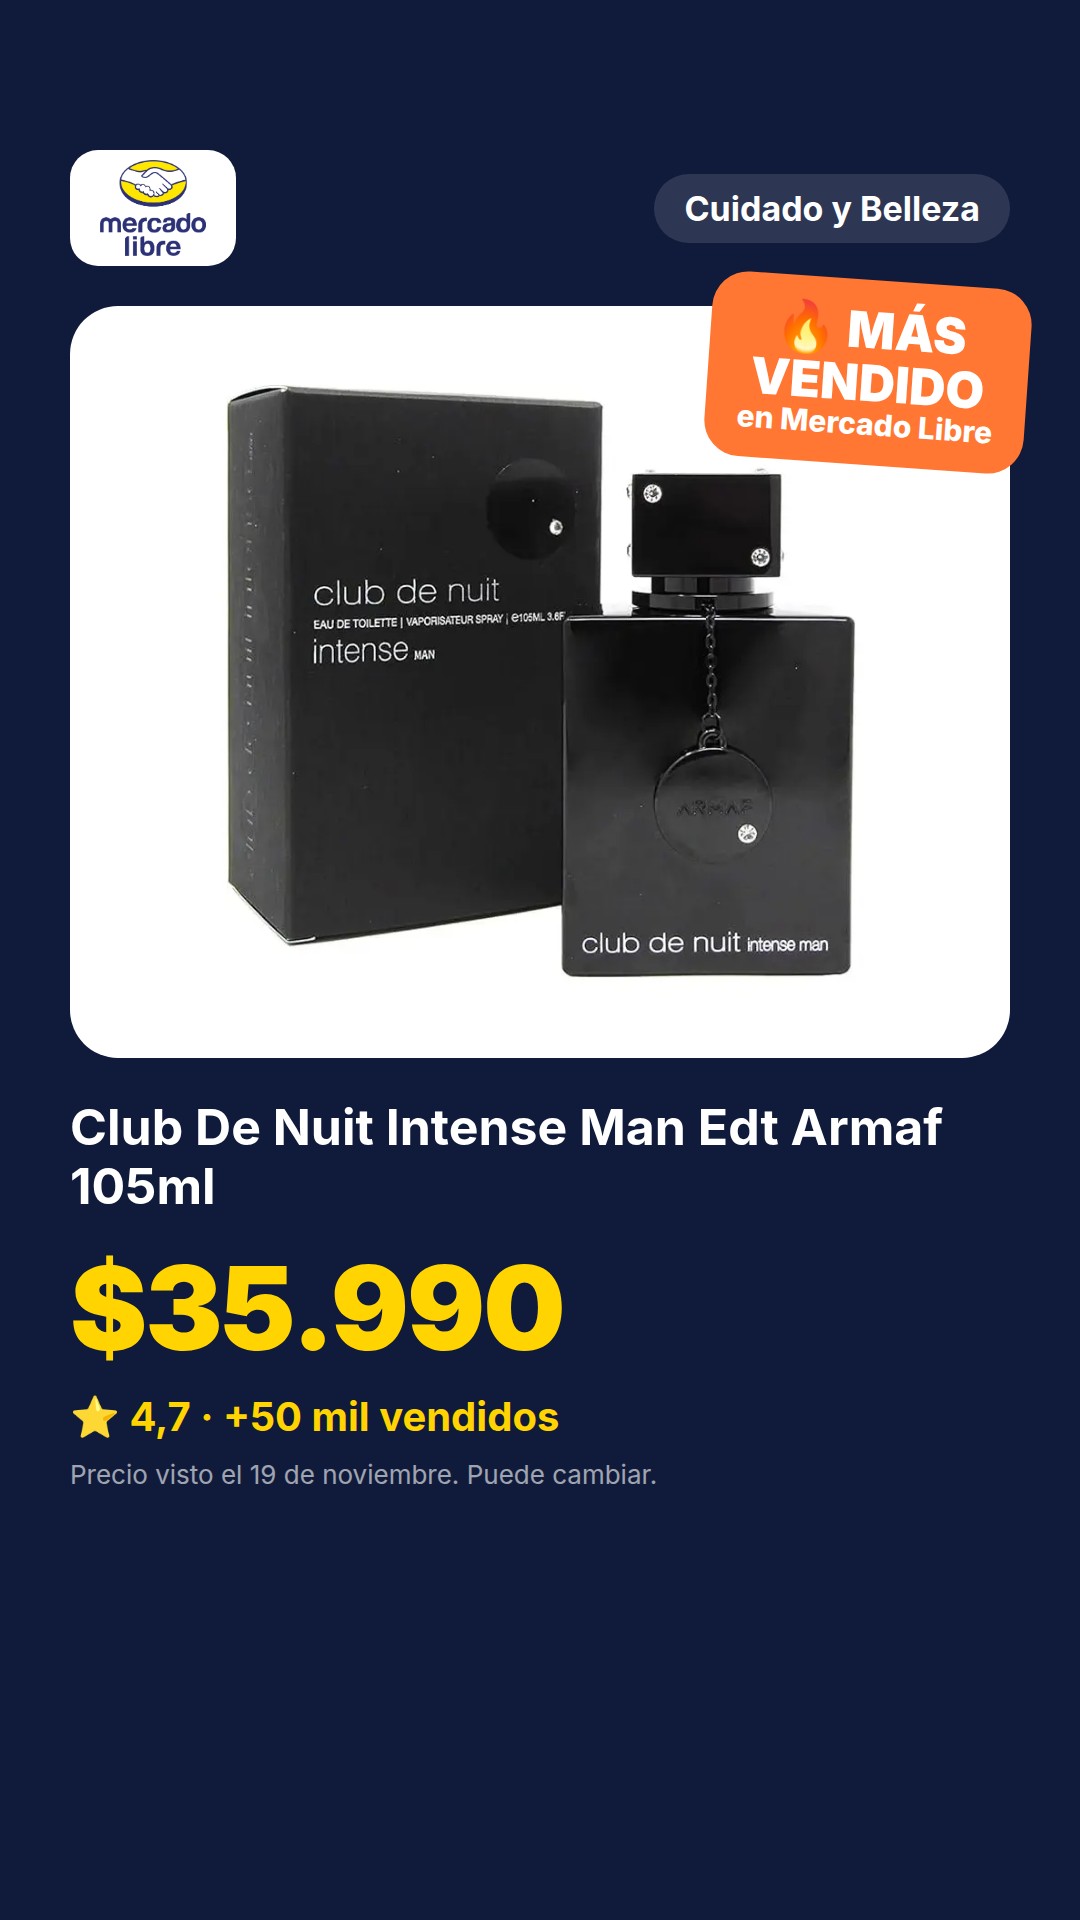 mercado
libre
Cuidado y Belleza
🔥 MÁS
VENDIDO
en Mercado Libre
club de nuit
EAU DE TOILETTE | VAPORISATEUR SPRAY | e105ML 3.6F
intense MAN
ARMAF
club de nuit intense man
Club De Nuit Intense Man Edt Armaf
105ml
$35.990
⭐ 4,7 · +50 mil vendidos
Precio visto el 19 de noviembre. Puede cambiar.